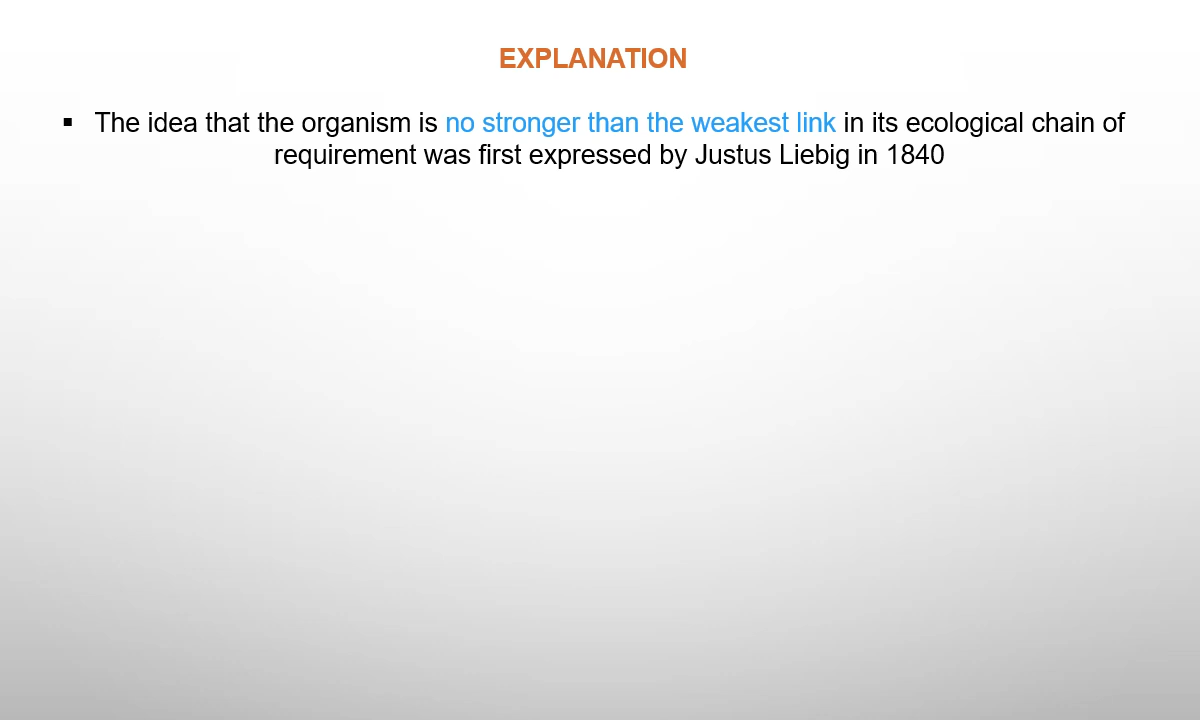 EXPLANATION
▪ The idea that the organism is no stronger than the weakest link in its ecological chain of
requirement was first expressed by Justus Liebig in 1840